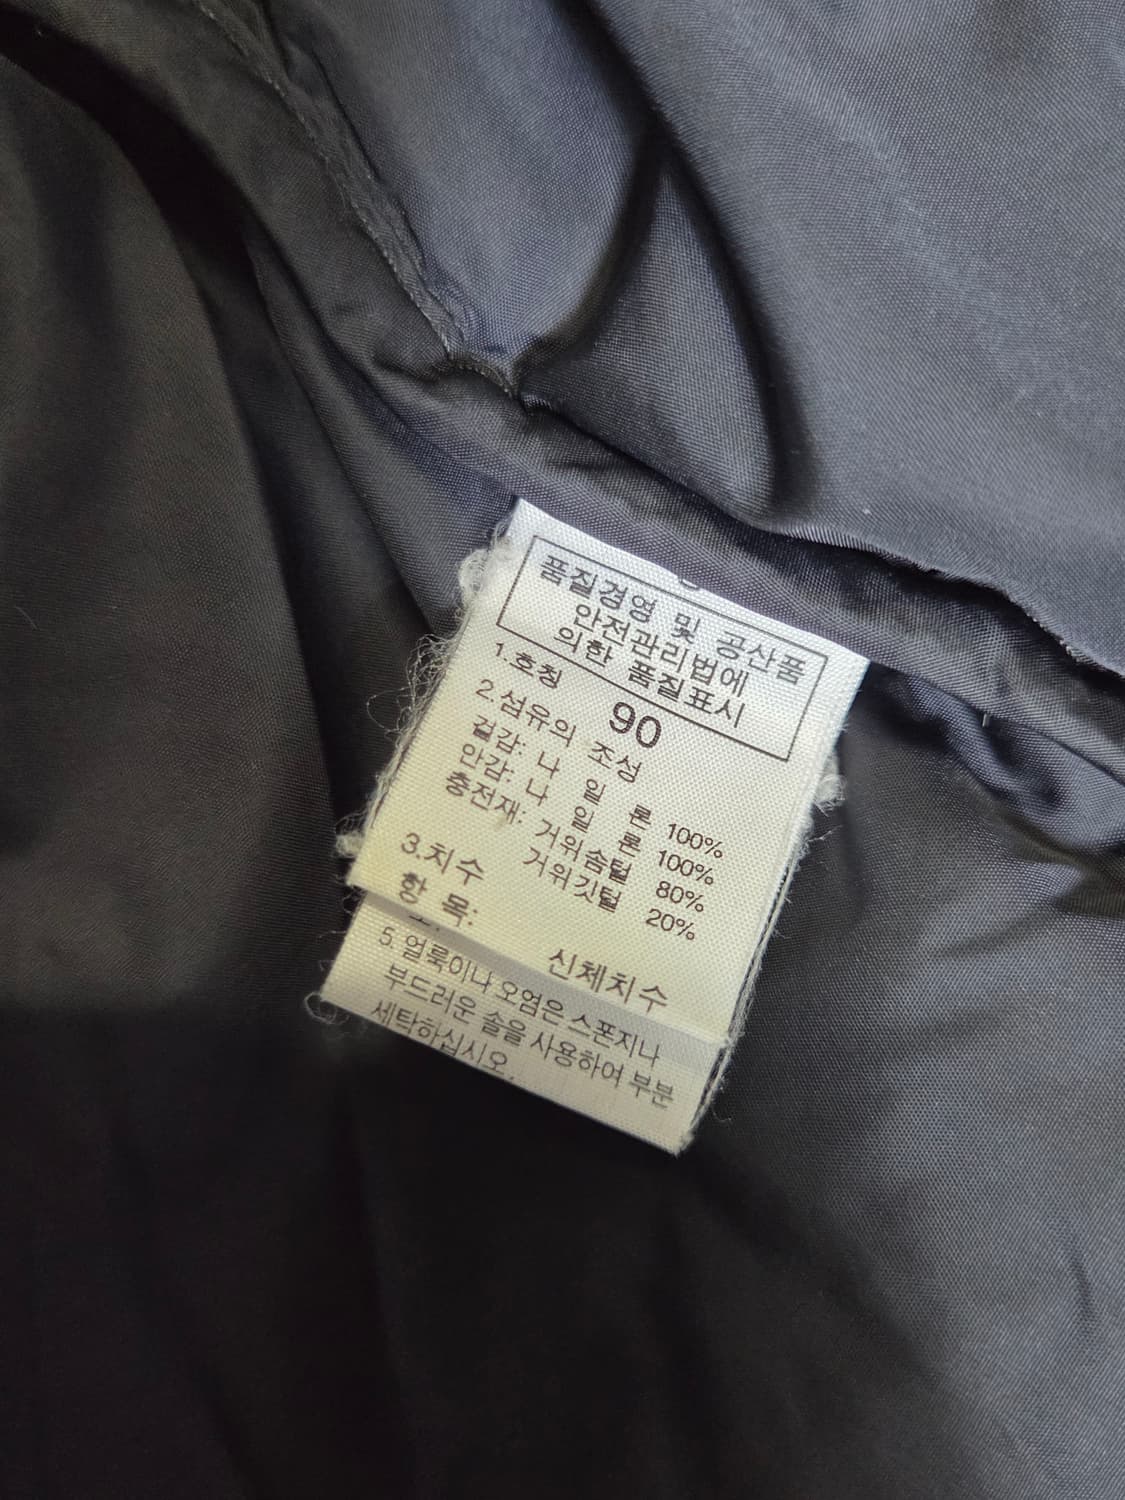 품질경영 및 공산품
안전관리법에
의한 품질표시
1.호칭 90
2.섬유의 조성
겉감: 나 일 론 100%
안감: 나 일 론 100%
충전재: 거위솜털 80%
거위깃털 20%
3.치수
항 목: 신체치수
5. 얼룩이나 오염은 스폰지나
부드러운 솔을 사용하여 부분
세탁하십시오.